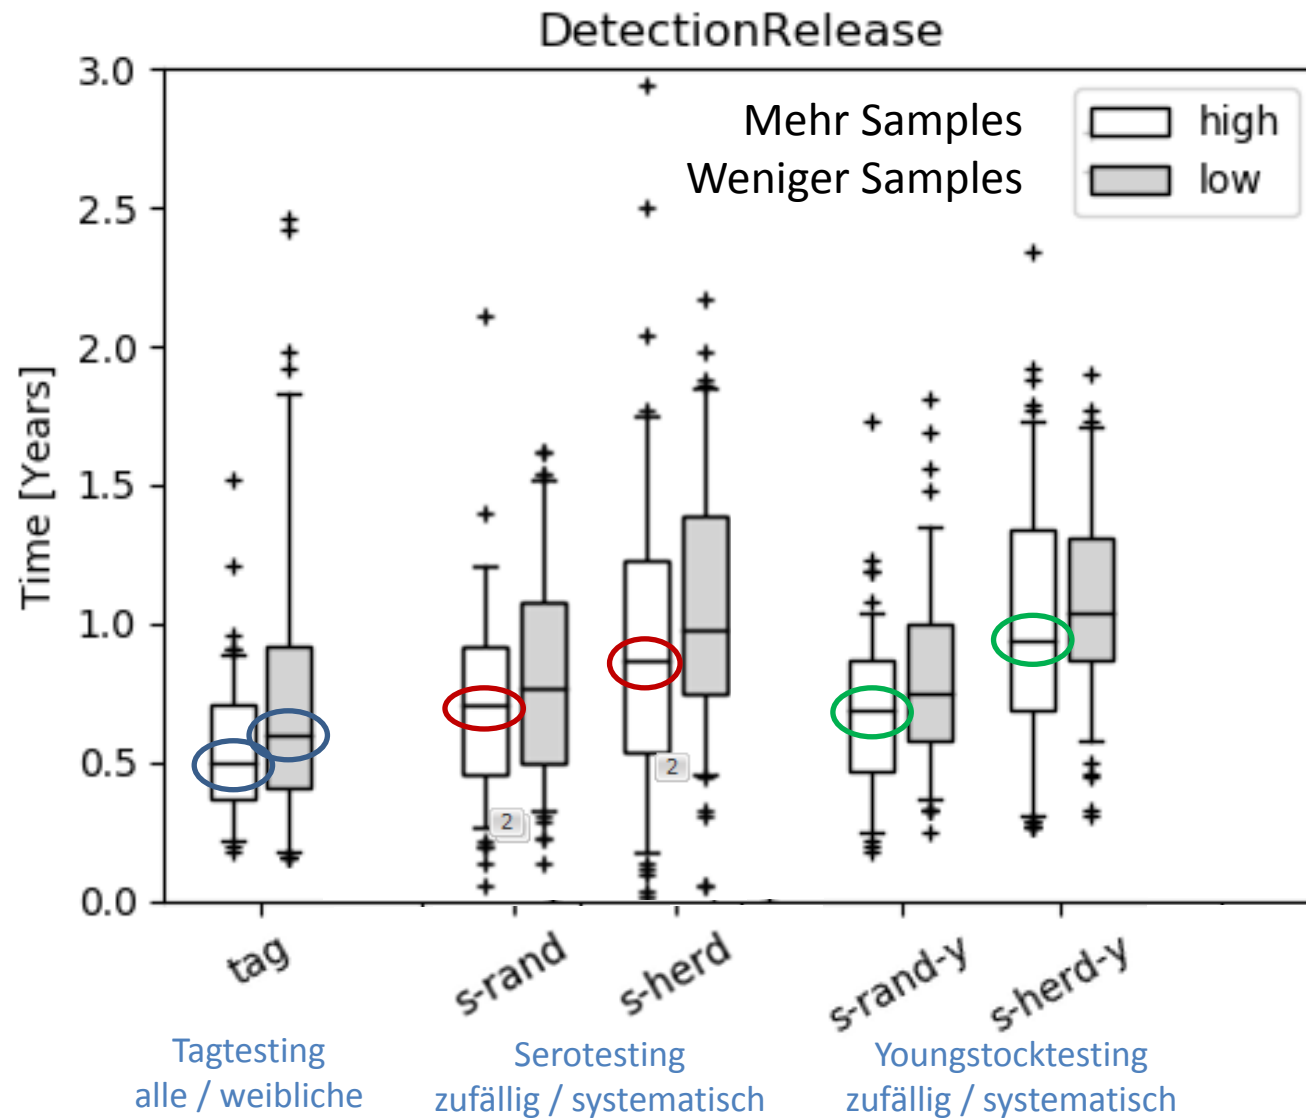 DetectionRelease
3.0
2.5
2.0
1.5
1.0
0.5
0.0
Time [Years]
Mehr Samples
high
Weniger Samples
low
2
2
tag
s-rand
s-herd
s-rand-y
s-herd-y
Tagtesting
alle / weibliche
Serotesting
zufällig / systematisch
Youngstocktesting
zufällig / systematisch